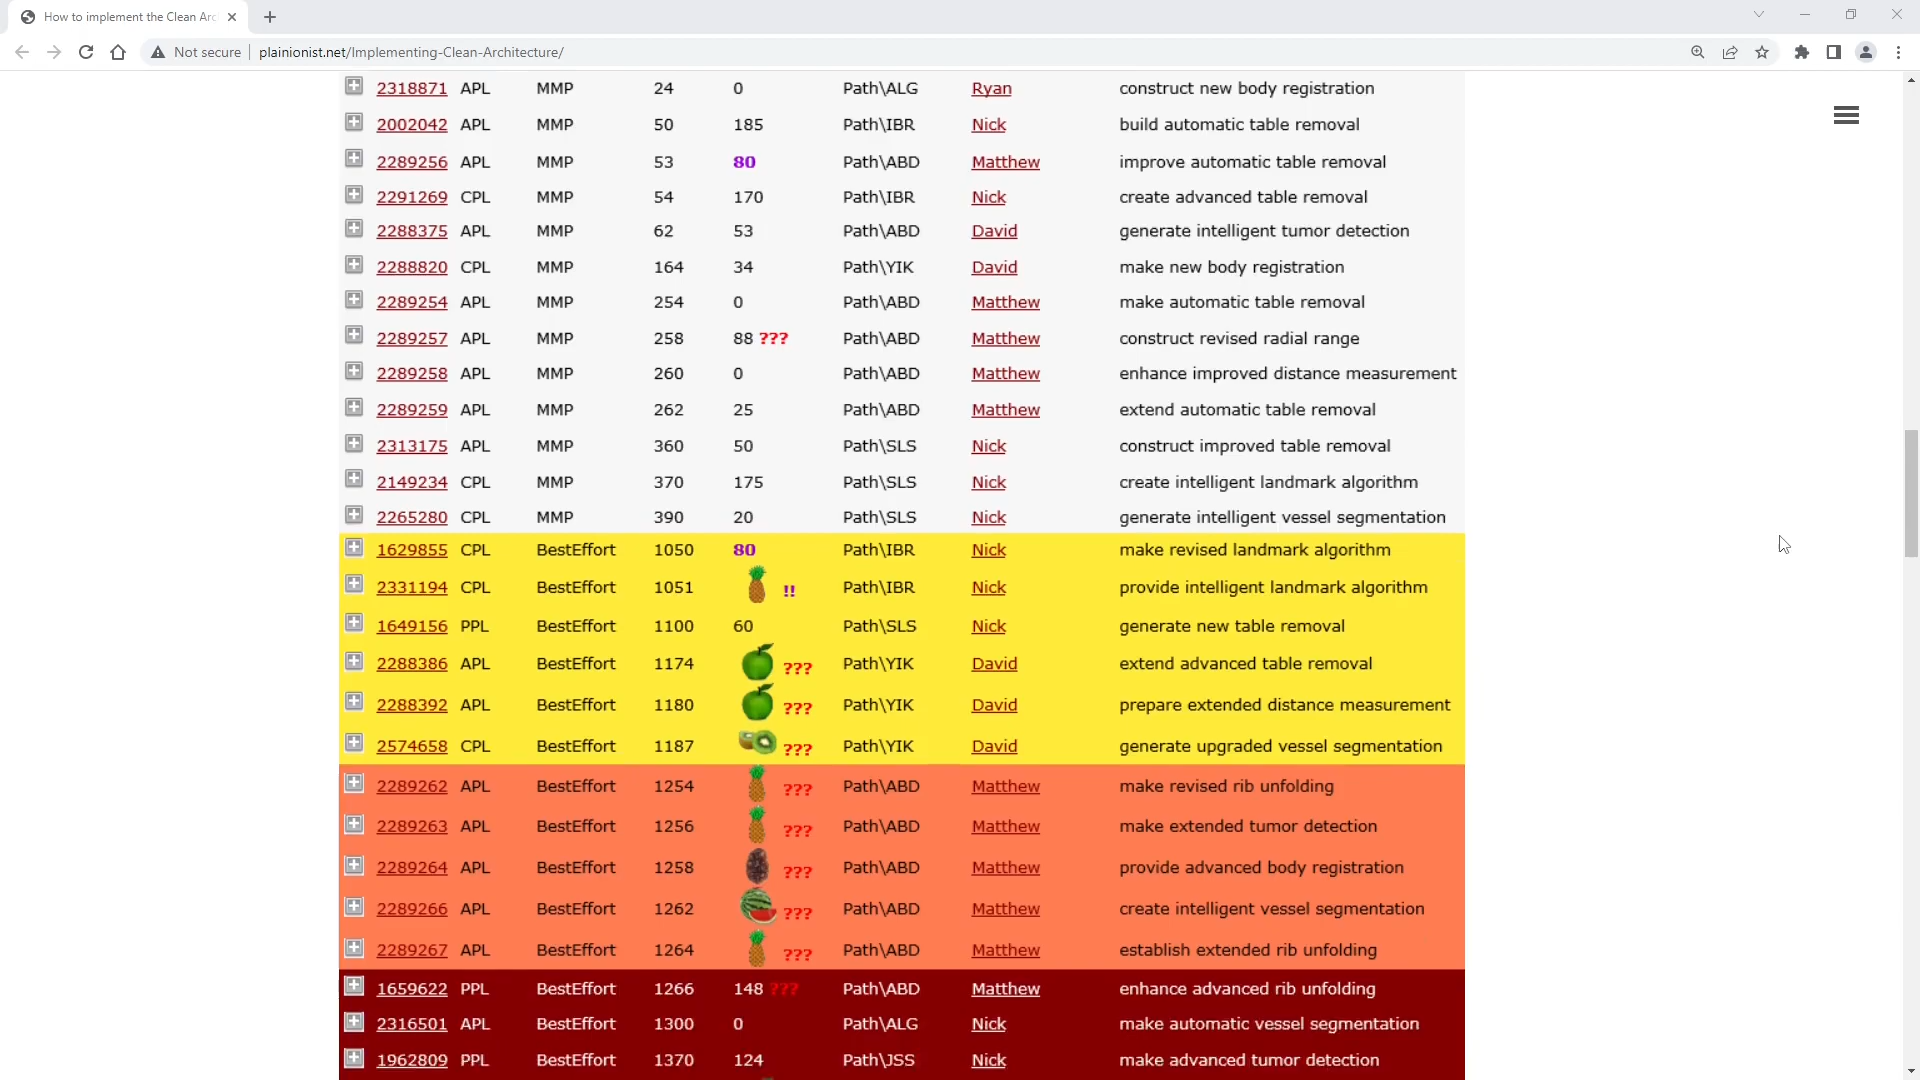 How to implement the Clean Arc
Not secure plainionist.net/Implementing-Clean-Architecture/
2318871 APL MMP 24 0 Path\ALG Ryan construct new body registration
2002042 APL MMP 50 185 Path\IBR Nick build automatic table removal
2289256 APL MMP 53 80 Path\ABD Matthew improve automatic table removal
2291269 CPL MMP 54 170 Path\IBR Nick create advanced table removal
2288375 APL MMP 62 53 Path\ABD David generate intelligent tumor detection
2288820 CPL MMP 164 34 Path\YIK David make new body registration
2289254 APL MMP 254 0 Path\ABD Matthew make automatic table removal
2289257 APL MMP 258 88 ??? Path\ABD Matthew construct revised radial range
2289258 APL MMP 260 0 Path\ABD Matthew enhance improved distance measurement
2289259 APL MMP 262 25 Path\ABD Matthew extend automatic table removal
2313175 APL MMP 360 50 Path\SLS Nick construct improved table removal
2149234 CPL MMP 370 175 Path\SLS Nick create intelligent landmark algorithm
2265280 CPL MMP 390 20 Path\SLS Nick generate intelligent vessel segmentation
1629855 CPL BestEffort 1050 80 Path\IBR Nick make revised landmark algorithm
2331194 CPL BestEffort 1051 !! Path\IBR Nick provide intelligent landmark algorithm
1649156 PPL BestEffort 1100 60 Path\SLS Nick generate new table removal
2288386 APL BestEffort 1174 ??? Path\YIK David extend advanced table removal
2288392 APL BestEffort 1180 ??? Path\YIK David prepare extended distance measurement
2574658 CPL BestEffort 1187 ??? Path\YIK David generate upgraded vessel segmentation
2289262 APL BestEffort 1254 ??? Path\ABD Matthew make revised rib unfolding
2289263 APL BestEffort 1256 ??? Path\ABD Matthew make extended tumor detection
2289264 APL BestEffort 1258 ??? Path\ABD Matthew provide advanced body registration
2289266 APL BestEffort 1262 ??? Path\ABD Matthew create intelligent vessel segmentation
2289267 APL BestEffort 1264 ??? Path\ABD Matthew establish extended rib unfolding
1659622 PPL BestEffort 1266 148 ??? Path\ABD Matthew enhance advanced rib unfolding
2316501 APL BestEffort 1300 0 Path\ALG Nick make automatic vessel segmentation
1962809 PPL BestEffort 1370 124 Path\JSS Nick make advanced tumor detection